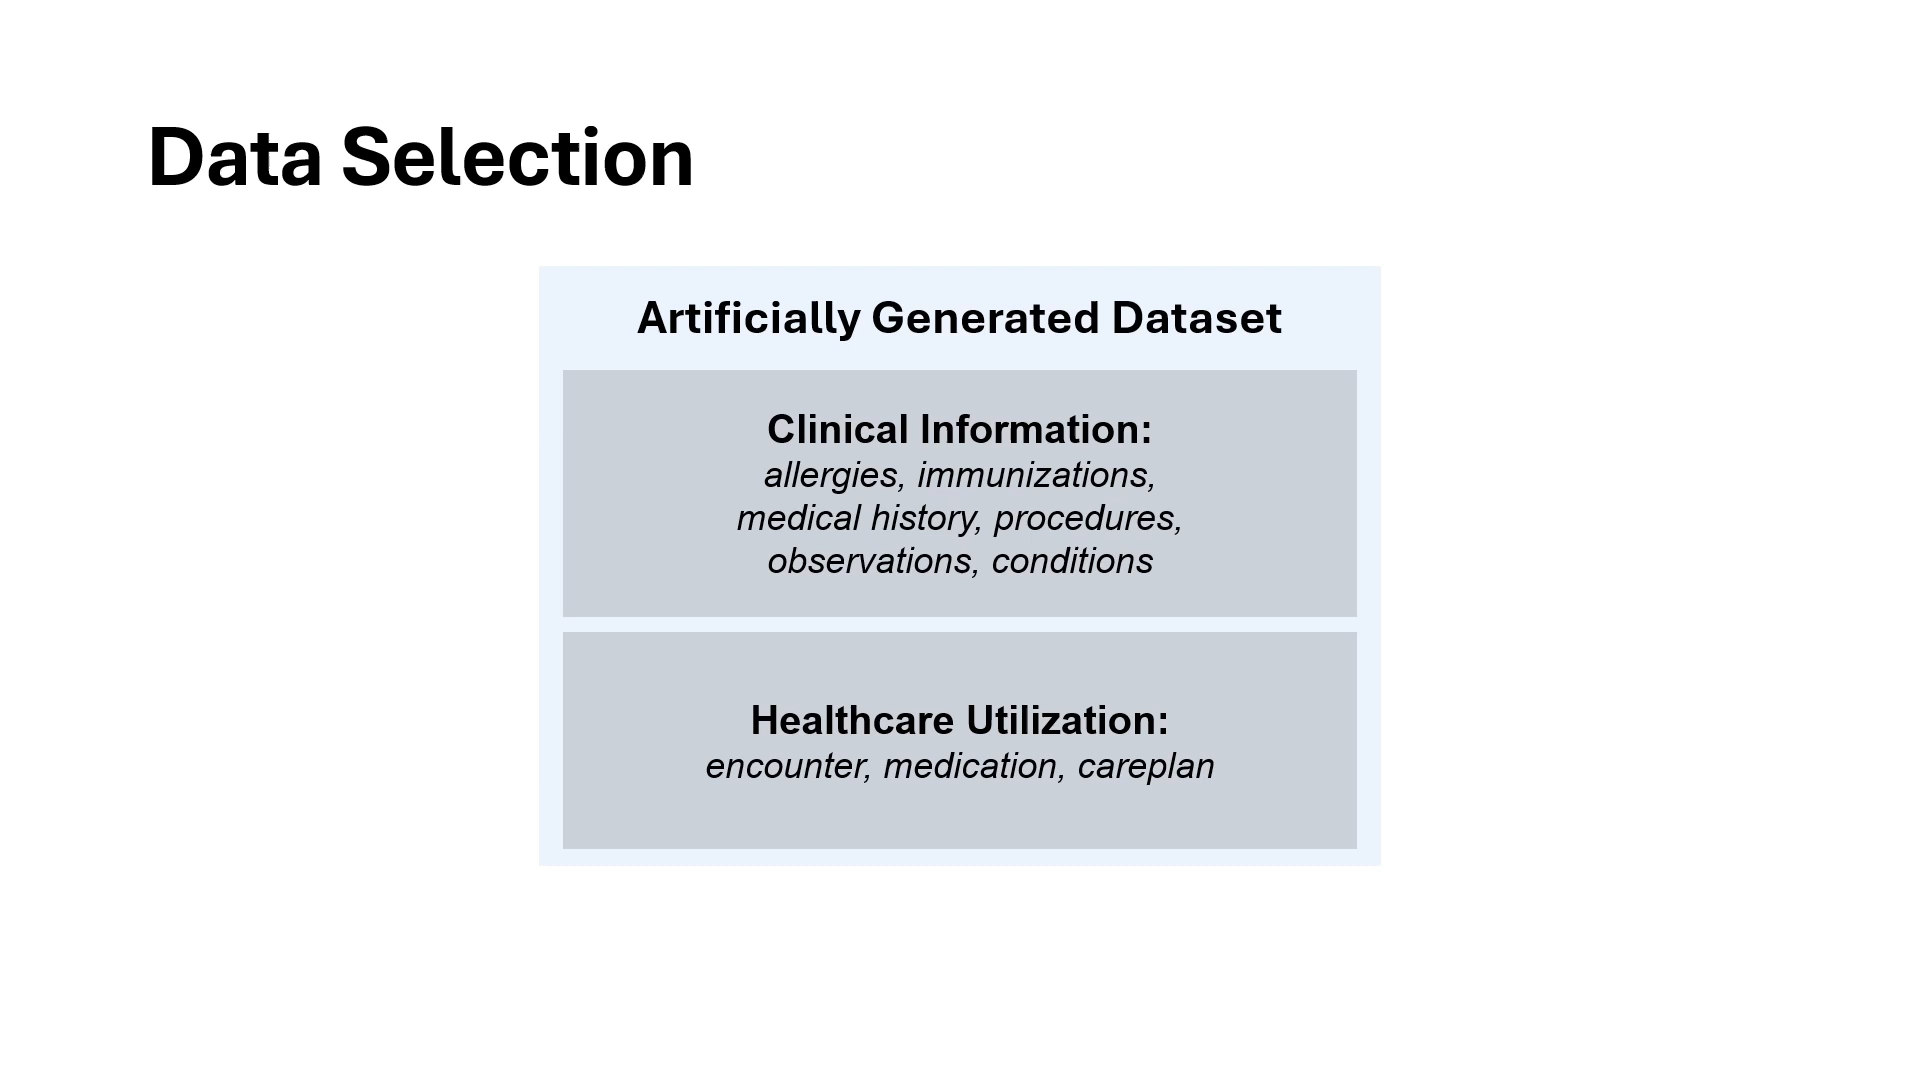 Data Selection
Artificially Generated Dataset
Clinical Information:
allergies, immunizations,
medical history, procedures,
observations, conditions
Healthcare Utilization:
encounter, medication, careplan